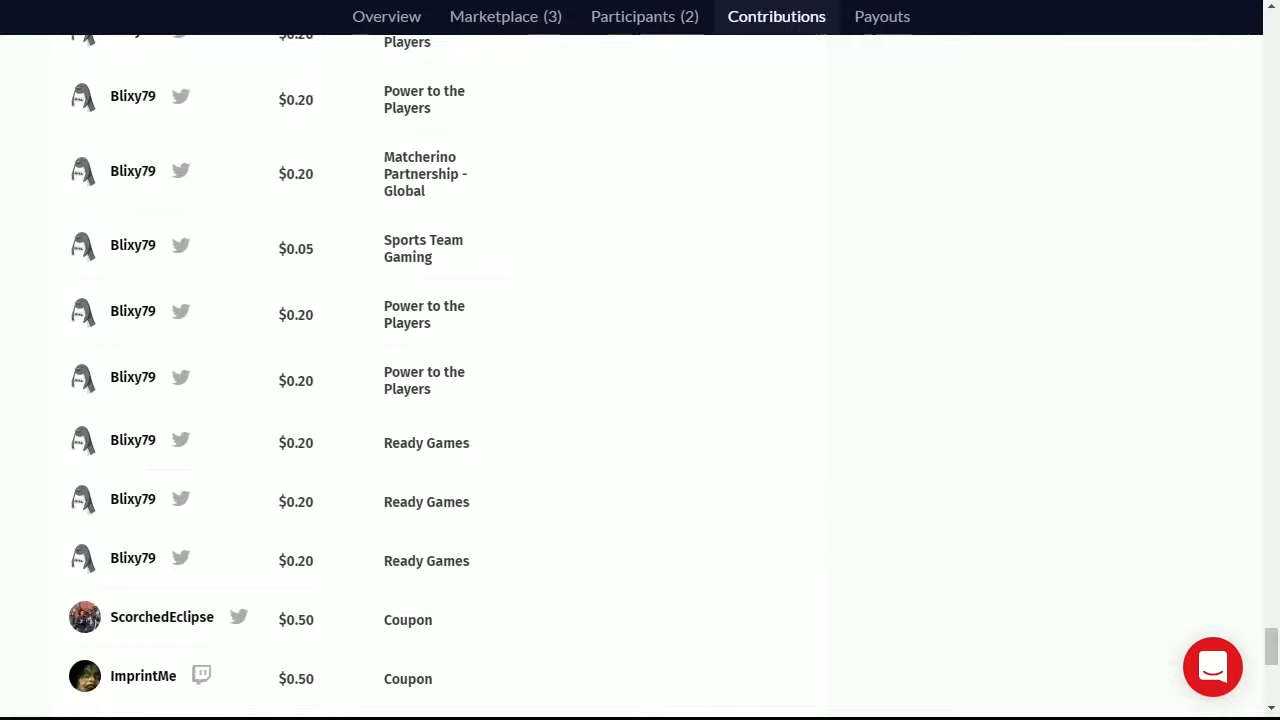 Overview Marketplace (3) Participants (2) Contributions Payouts
$0.20
Players
Blixy79 $0.20 Power to the
Players
Blixy79 $0.20 Matcherino
Partnership -
Global
Blixy79 $0.05 Sports Team
Gaming
Blixy79 $0.20 Power to the
Players
Blixy79 $0.20 Power to the
Players
Blixy79 $0.20 Ready Games
Blixy79 $0.20 Ready Games
Blixy79 $0.20 Ready Games
ScorchedEclipse $0.50 Coupon
ImprintMe $0.50 Coupon